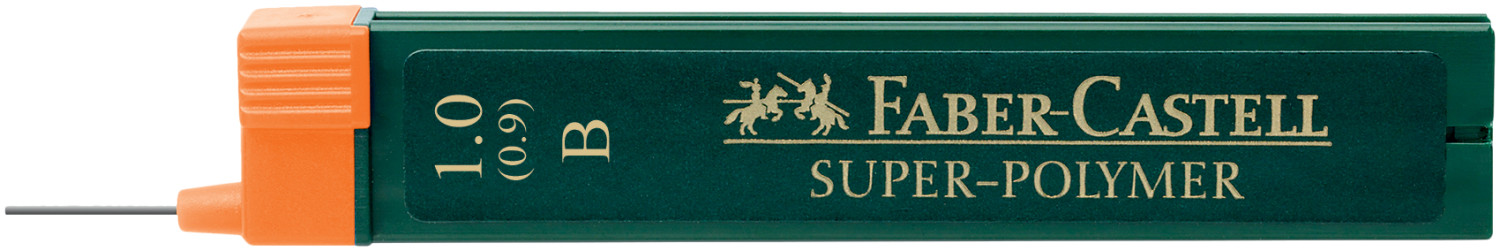 1.0
(0.9)
B
FABER-CASTELL
SUPER-POLYMER